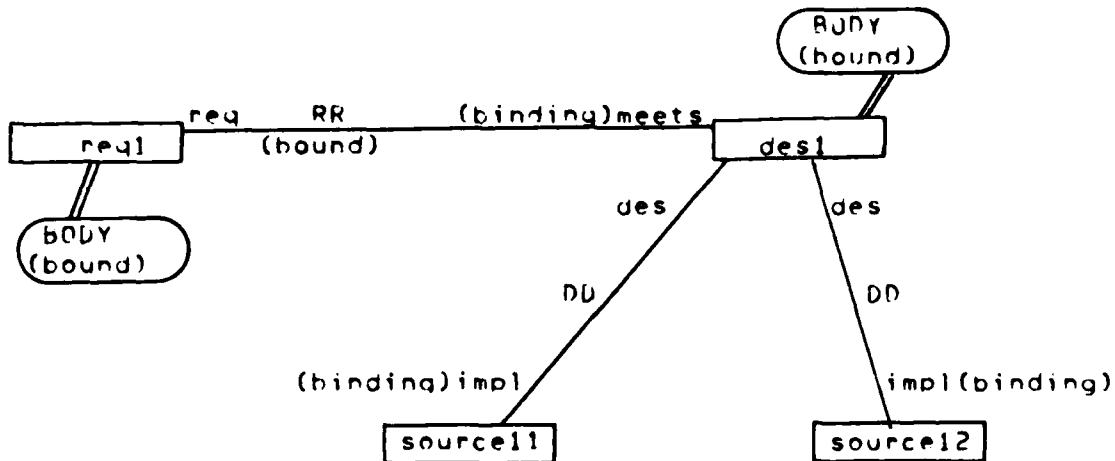 BODY
(bound)
req RR (binding)meets
req1 (bound) des1
des des
BODY
(bound)
DD DD
(binding)impl impl(binding)
source11 source12